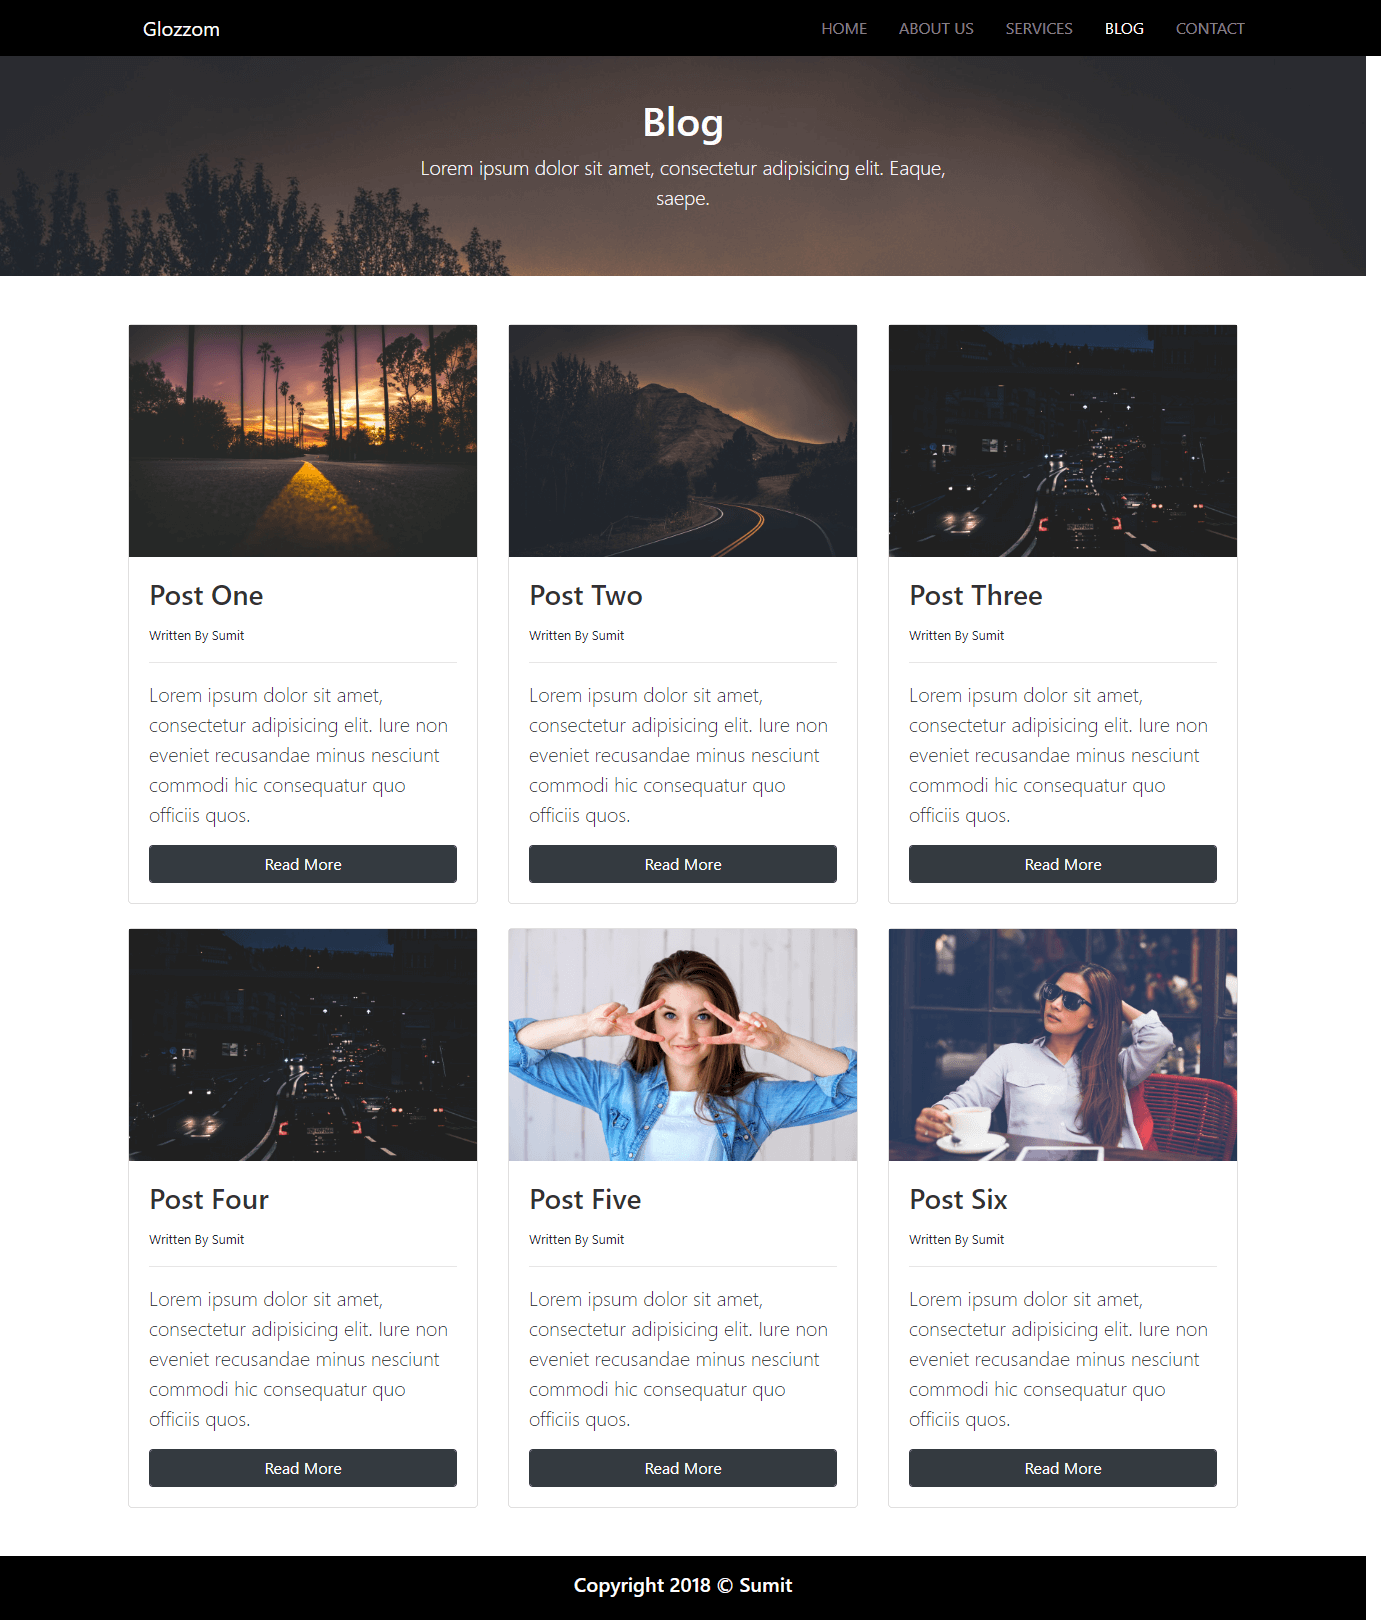 Glozzom HOME ABOUT US SERVICES BLOG CONTACT
Blog
Lorem ipsum dolor sit amet, consectetur adipisicing elit. Eaque,
saepe.
Post One
Written By Sumit
Lorem ipsum dolor sit amet,
consectetur adipisicing elit. Iure non
eveniet recusandae minus nesciunt
commodi hic consequatur quo
officiis quos.
Read More
Post Two
Written By Sumit
Lorem ipsum dolor sit amet,
consectetur adipisicing elit. Iure non
eveniet recusandae minus nesciunt
commodi hic consequatur quo
officiis quos.
Read More
Post Three
Written By Sumit
Lorem ipsum dolor sit amet,
consectetur adipisicing elit. Iure non
eveniet recusandae minus nesciunt
commodi hic consequatur quo
officiis quos.
Read More
Post Four
Written By Sumit
Lorem ipsum dolor sit amet,
consectetur adipisicing elit. Iure non
eveniet recusandae minus nesciunt
commodi hic consequatur quo
officiis quos.
Read More
Post Five
Written By Sumit
Lorem ipsum dolor sit amet,
consectetur adipisicing elit. Iure non
eveniet recusandae minus nesciunt
commodi hic consequatur quo
officiis quos.
Read More
Post Six
Written By Sumit
Lorem ipsum dolor sit amet,
consectetur adipisicing elit. Iure non
eveniet recusandae minus nesciunt
commodi hic consequatur quo
officiis quos.
Read More
Copyright 2018 © Sumit